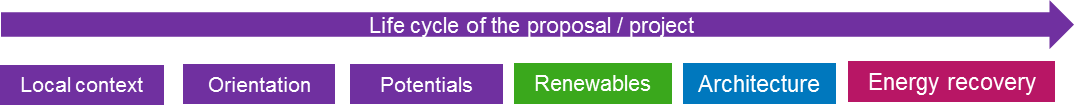 Life cycle of the proposal / project
Local context Orientation Potentials Renewables Architecture Energy recovery